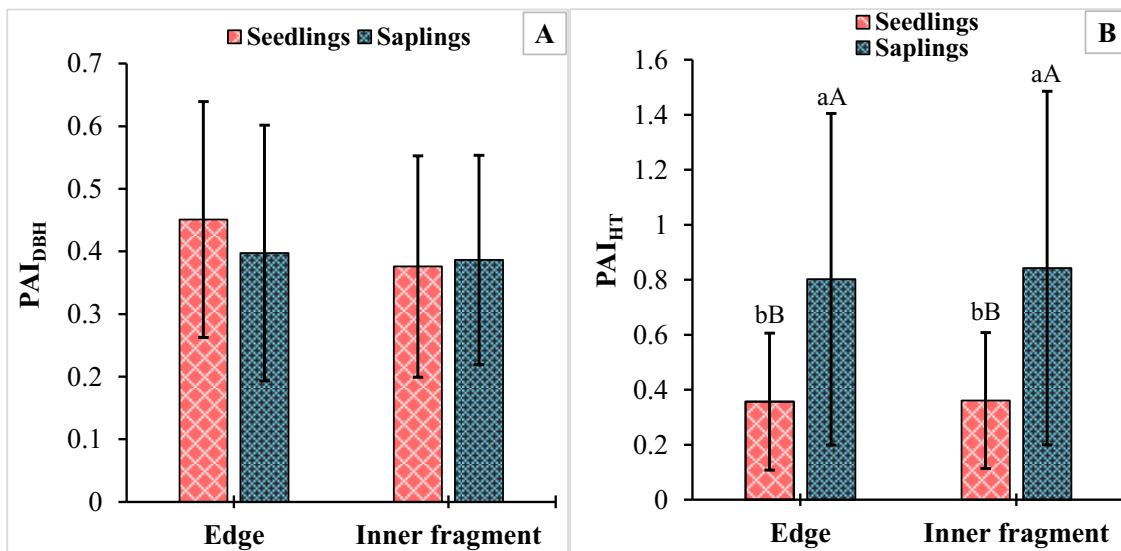 Seedlings Saplings
A
0.7
0.6
0.5
0.4
0.3
0.2
0.1
0
PAI_DBH
Edge Inner fragment
Seedlings
Saplings
B
1.6
1.4
1.2
1
0.8
0.6
0.4
0.2
0
PAI_HT
bB aA bB aA
Edge Inner fragment